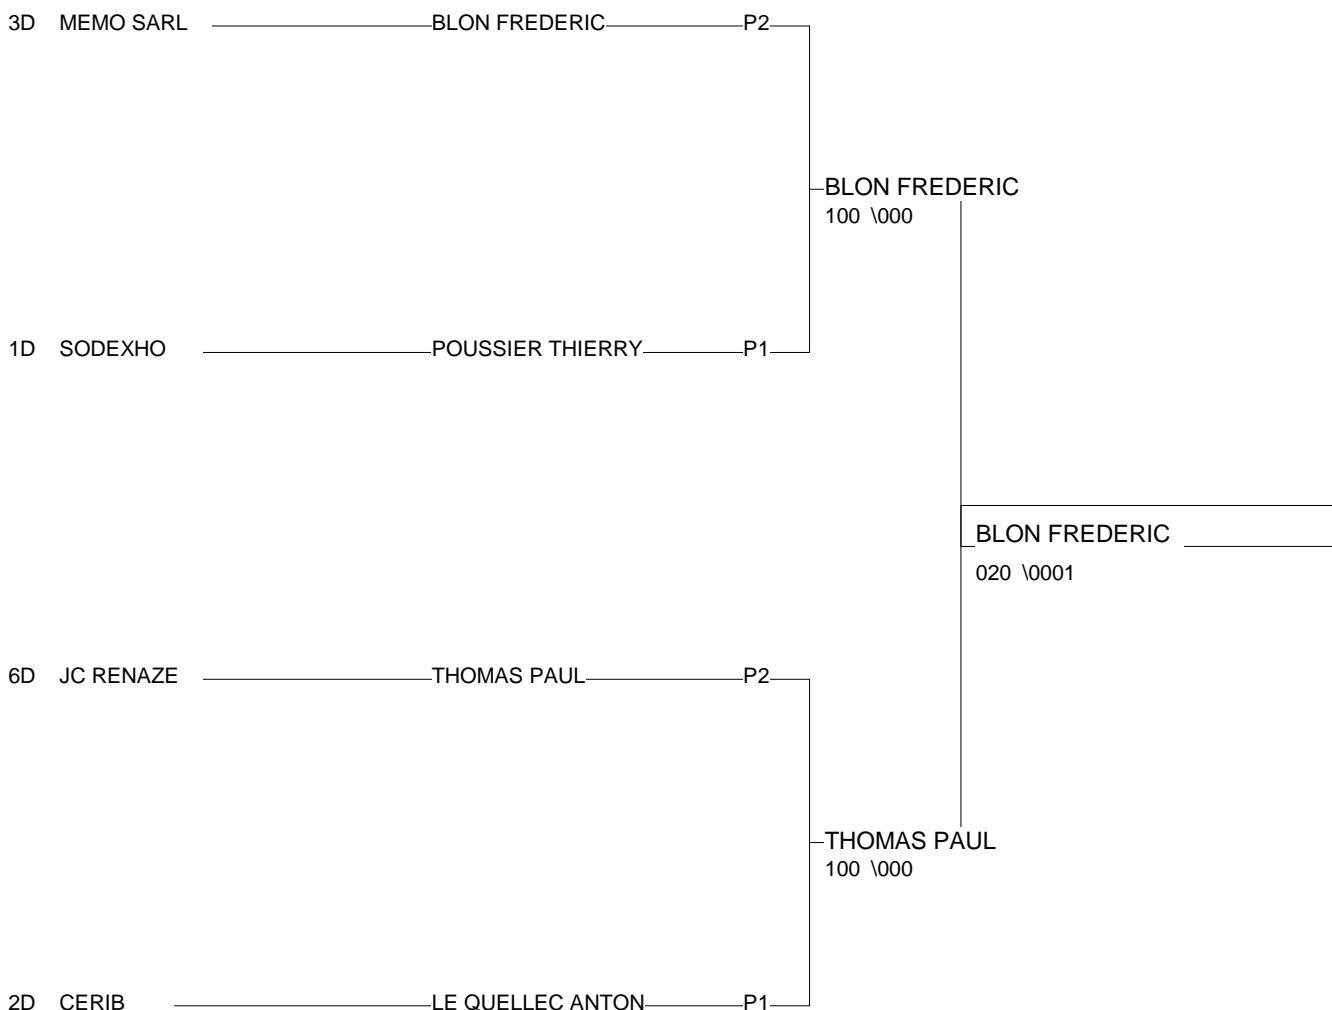 3D MEMO SARL BLON FREDERIC P2
BLON FREDERIC
100 \000
1D SODEXHO POUSSIER THIERRY P1
BLON FREDERIC
020 \0001
6D JC RENAZE THOMAS PAUL P2
THOMAS PAUL
100 \000
2D CERIB LE QUELLEC ANTON P1